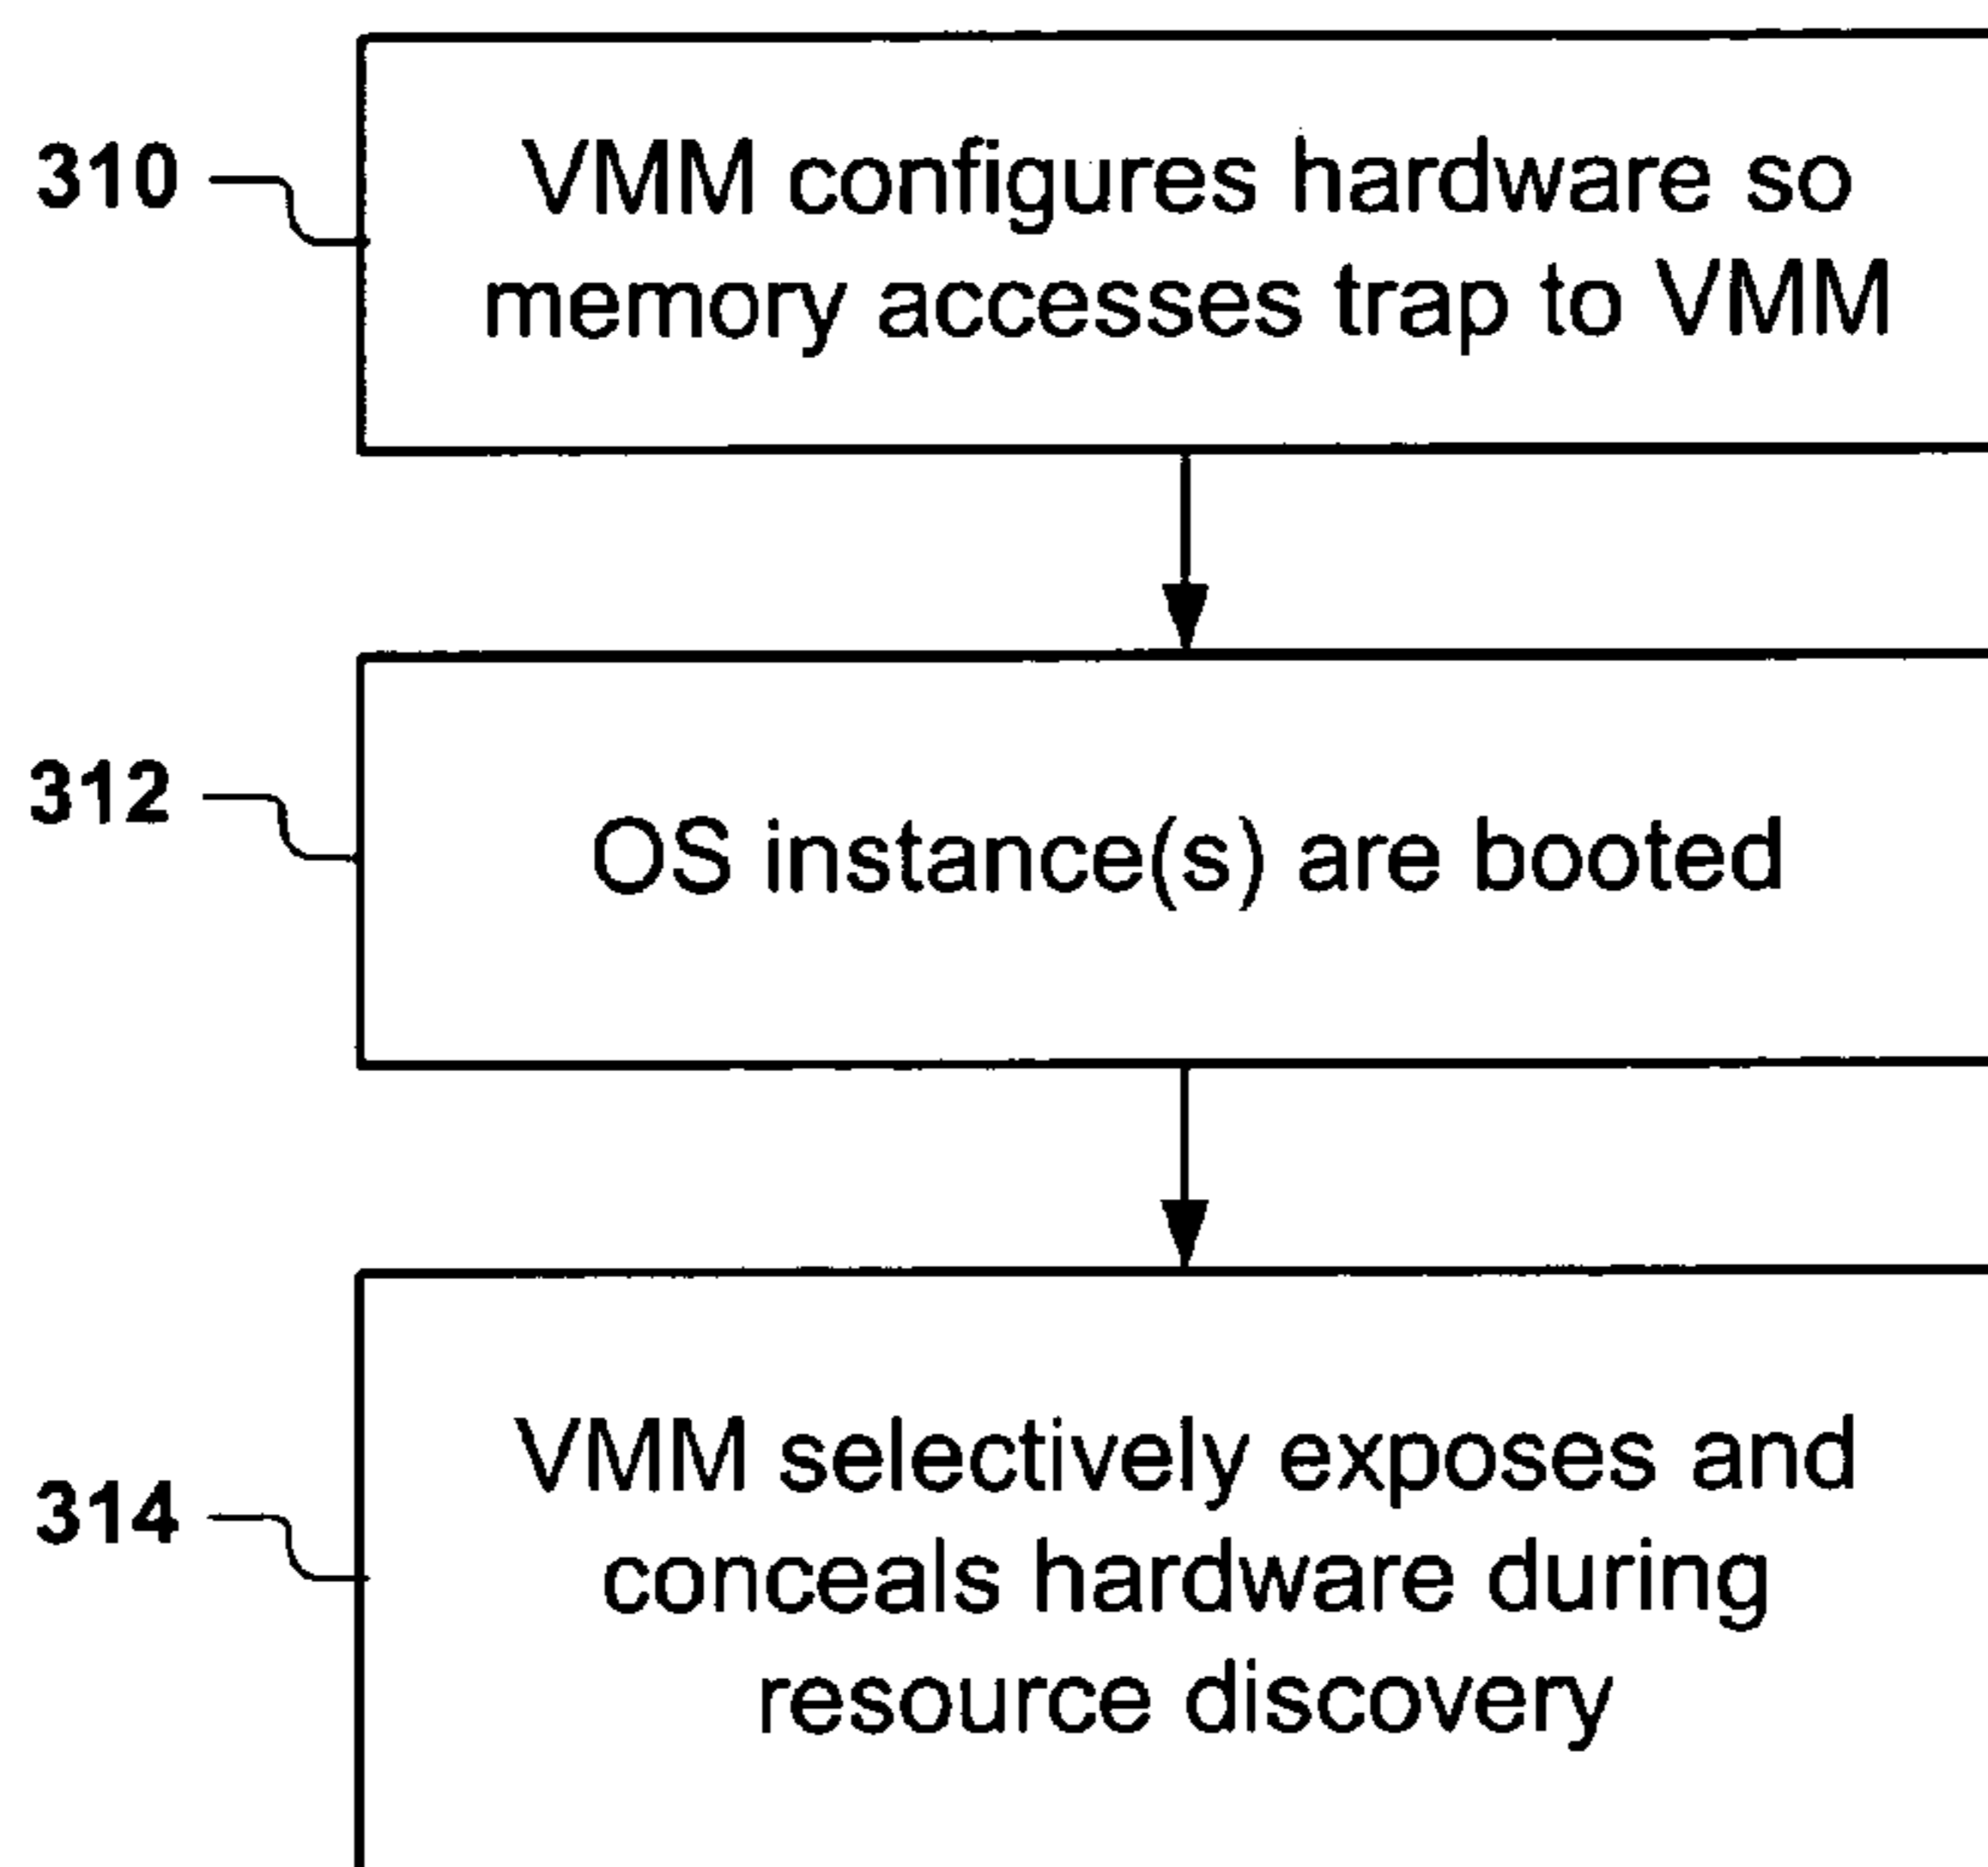 310
VMM configures hardware so
memory accesses trap to VMM
312
OS instance(s) are booted
314
VMM selectively exposes and
conceals hardware during
resource discovery